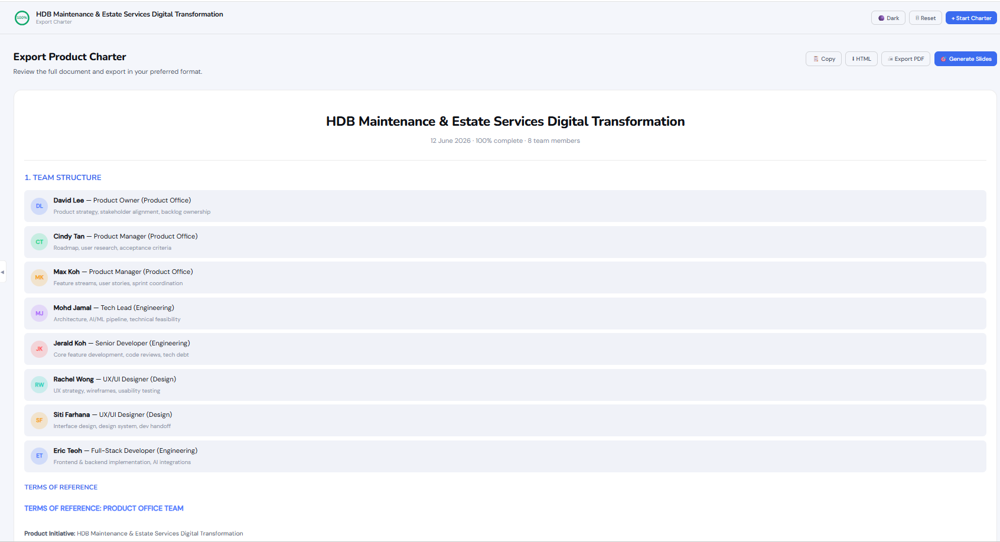 100%
HDB Maintenance & Estate Services Digital Transformation
Export Charter
Dark
Reset
+ Start Charter
Export Product Charter
Review the full document and export in your preferred format.
Copy
⬇ HTML
Export PDF
Generate Slides
HDB Maintenance & Estate Services Digital Transformation
12 June 2026 · 100% complete · 8 team members
1. TEAM STRUCTURE
DL
David Lee — Product Owner (Product Office)
Product strategy, stakeholder alignment, backlog ownership
CT
Cindy Tan — Product Manager (Product Office)
Roadmap, user research, acceptance criteria
MK
Max Koh — Product Manager (Product Office)
Feature streams, user stories, sprint coordination
MJ
Mohd Jamal — Tech Lead (Engineering)
Architecture, AI/ML pipeline, technical feasibility
JK
Jerald Koh — Senior Developer (Engineering)
Core feature development, code reviews, tech debt
RW
Rachel Wong — UX/UI Designer (Design)
UX strategy, wireframes, usability testing
SF
Siti Farhana — UX/UI Designer (Design)
Interface design, design system, dev handoff
ET
Eric Teoh — Full-Stack Developer (Engineering)
Frontend & backend implementation, AI integrations
TERMS OF REFERENCE
TERMS OF REFERENCE: PRODUCT OFFICE TEAM
Product Initiative: HDB Maintenance & Estate Services Digital Transformation